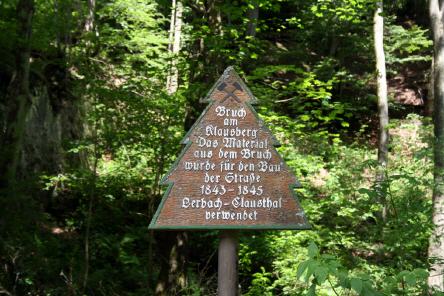 Bruch
am
Klausberg
Das Material
aus dem Bruch
wurde für den Bau
der Straße
1843-1845
Lerbach-Clausthal
verwendet